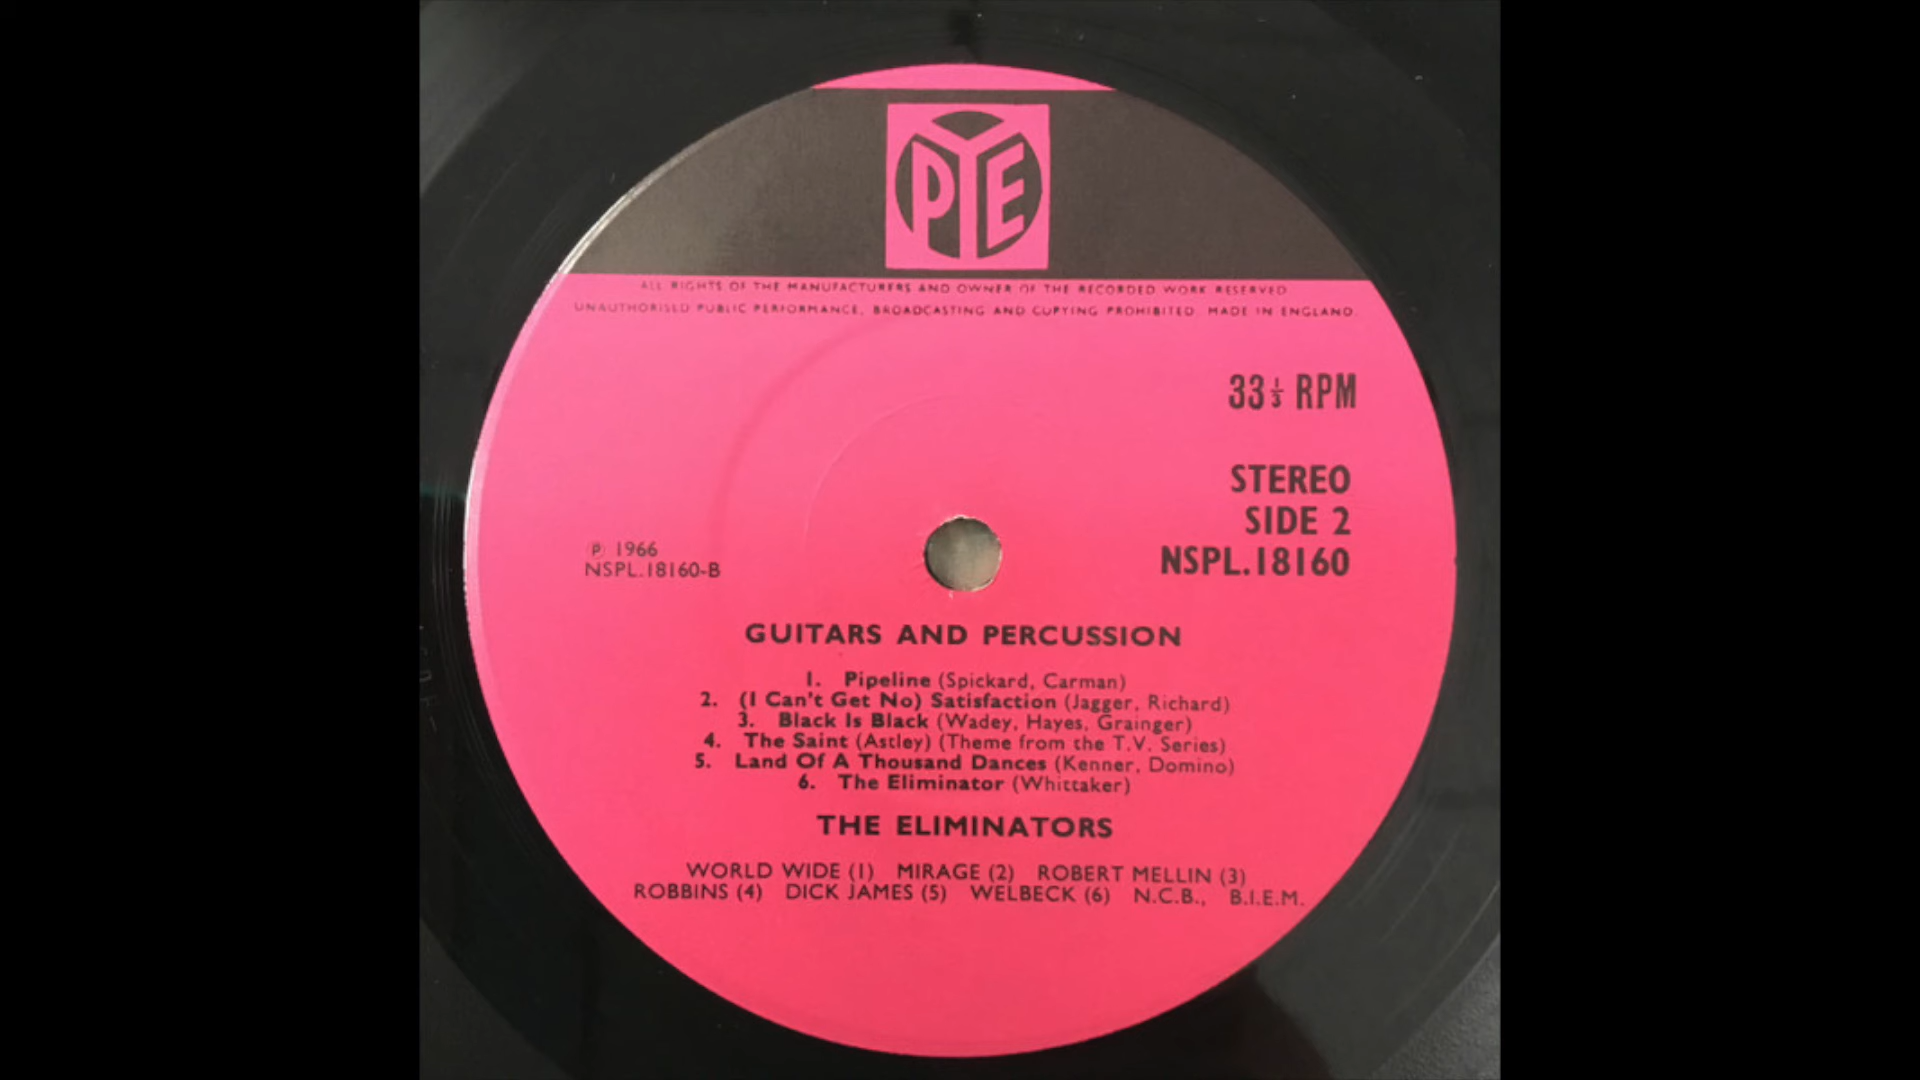 PYE
ALL RIGHTS OF THE MANUFACTURERS AND OWNER OF THE RECORDED WORK RESERVED
UNAUTHORISED PUBLIC PERFORMANCE, BROADCASTING AND COPYING PROHIBITED. MADE IN ENGLAND.
33⅓ RPM
STEREO
SIDE 2
NSPL.18160
℗ 1966
NSPL.18160-B
GUITARS AND PERCUSSION
1. Pipeline (Spickard, Carman)
2. (I Can't Get No) Satisfaction (Jagger, Richard)
3. Black Is Black (Wadey, Hayes, Grainger)
4. The Saint (Astley) (Theme from the T.V. Series)
5. Land Of A Thousand Dances (Kenner, Domino)
6. The Eliminator (Whittaker)
THE ELIMINATORS
WORLD WIDE (1) MIRAGE (2) ROBERT MELLIN (3)
ROBBINS (4) DICK JAMES (5) WELBECK (6) N.C.B., B.I.E.M.